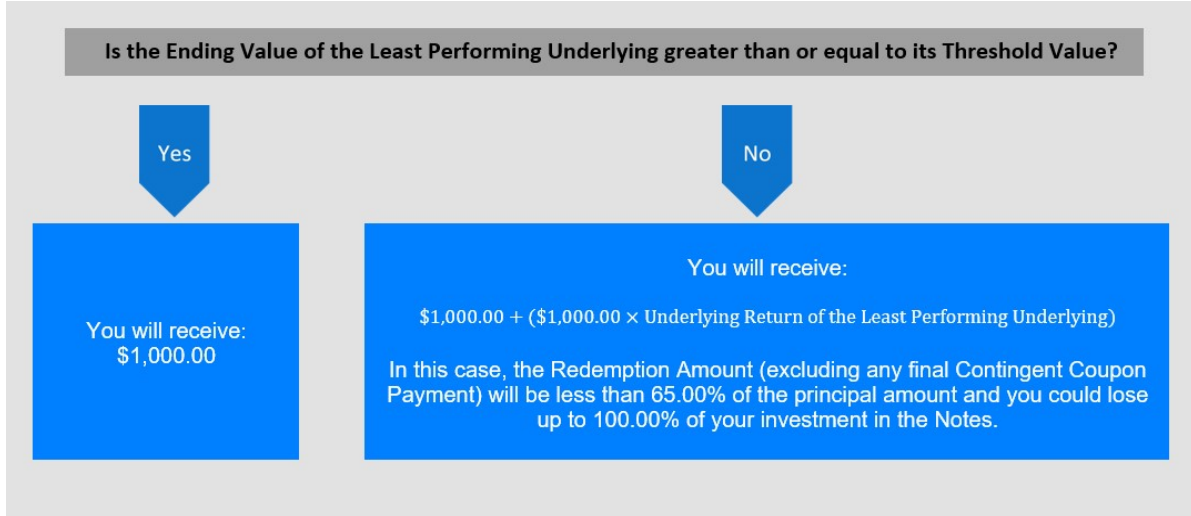 Is the Ending Value of the Least Performing Underlying greater than or equal to its Threshold Value?
Yes
No
You will receive:
$1,000.00
You will receive:
$1,000.00 + ($1,000.00 × Underlying Return of the Least Performing Underlying)
In this case, the Redemption Amount (excluding any final Contingent Coupon
Payment) will be less than 65.00% of the principal amount and you could lose
up to 100.00% of your investment in the Notes.